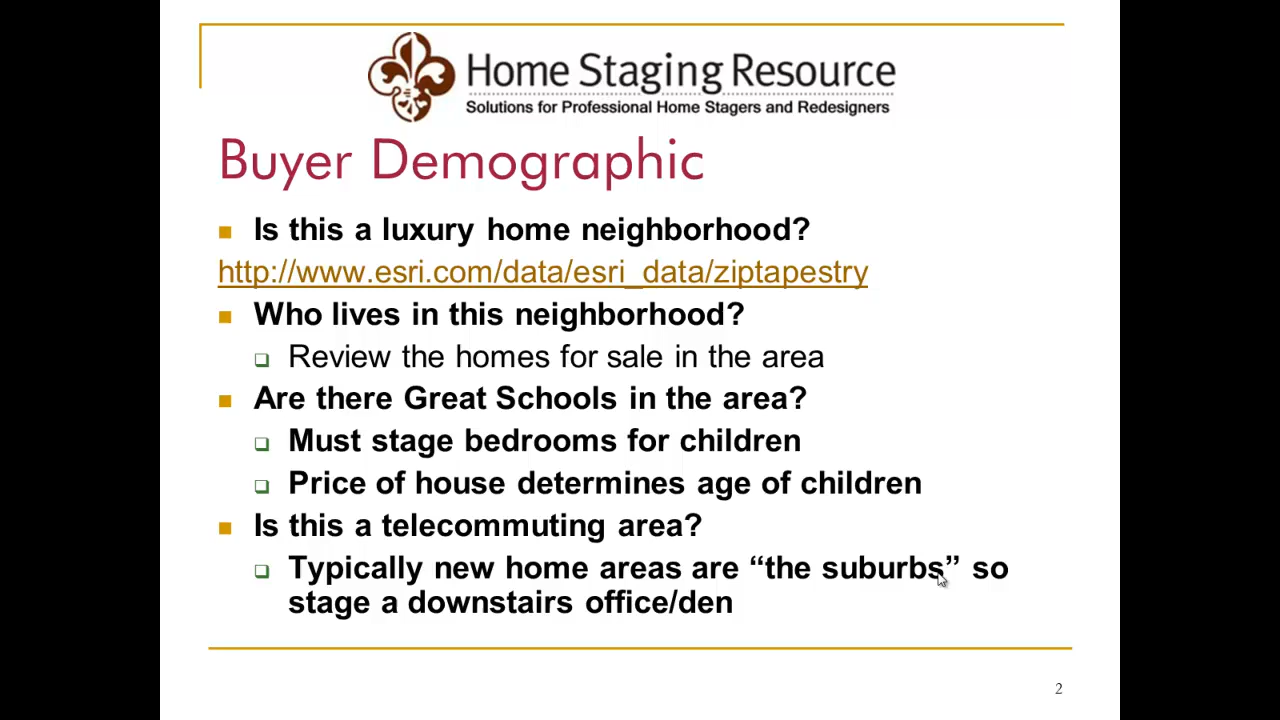 Home Staging Resource
Solutions for Professional Home Stagers and Redesigners
Buyer Demographic
Is this a luxury home neighborhood?
http://www.esri.com/data/esri_data/ziptapestry
Who lives in this neighborhood?
Review the homes for sale in the area
Are there Great Schools in the area?
Must stage bedrooms for children
Price of house determines age of children
Is this a telecommuting area?
Typically new home areas are “the suburbs” so
stage a downstairs office/den
2